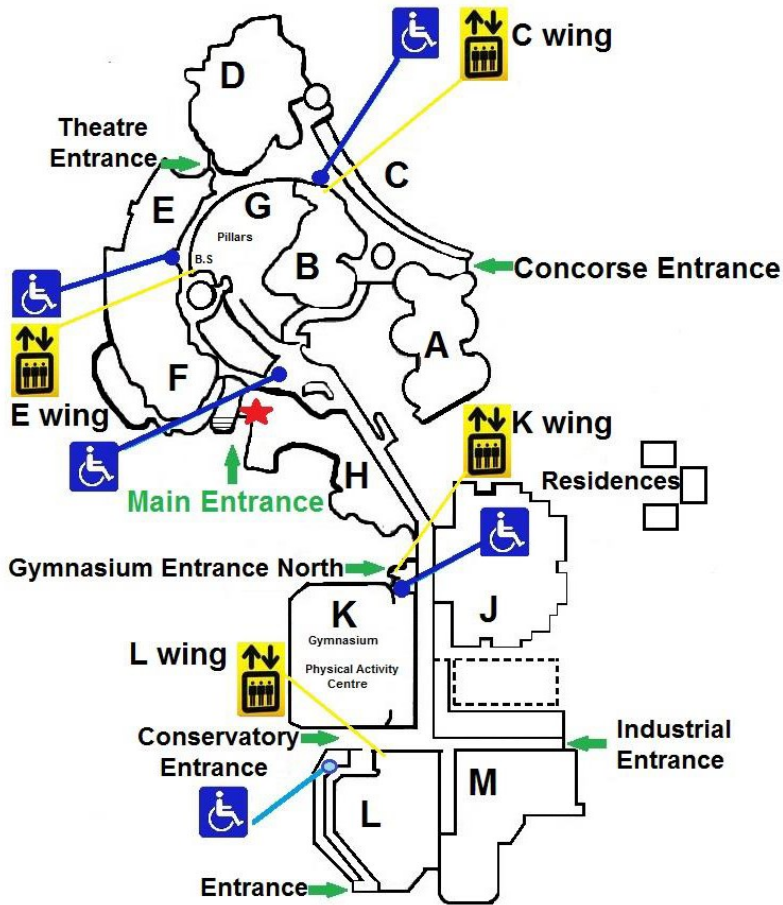 C wing
D
Theatre
Entrance
C
E
G
Pillars
B.S
B
Concorse Entrance
A
F
E wing
K wing
Main Entrance
H
Residences
Gymnasium Entrance North
J
K
Gymnasium
Physical Activity
Centre
L wing
Conservatory
Entrance
Industrial
Entrance
M
L
Entrance